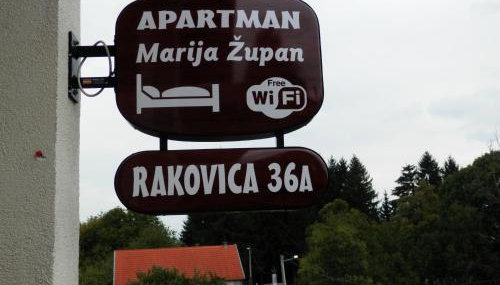 APARTMAN
Marija Župan
Free
WiFi
RAKOVICA 36A